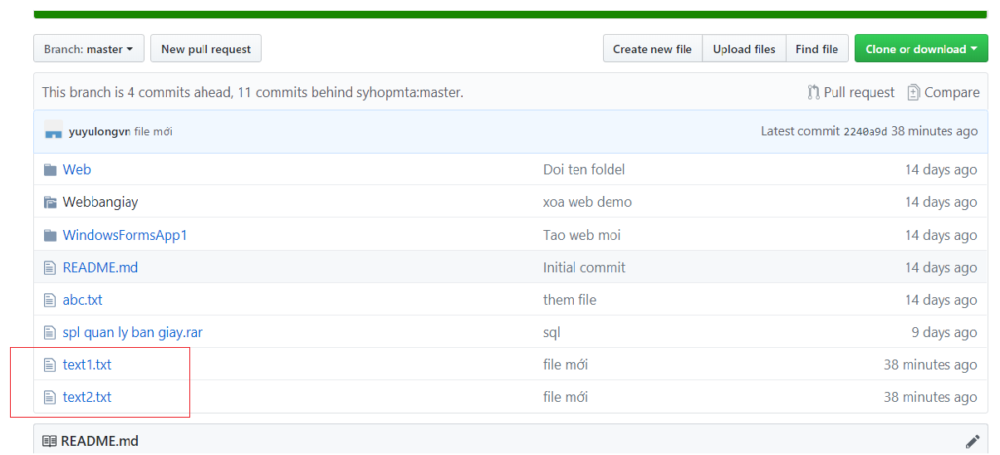 Branch: master New pull request Create new file Upload files Find file Clone or download
This branch is 4 commits ahead, 11 commits behind syhopmta:master. Pull request Compare
yuyulongvn file mới Latest commit 2240a9d 38 minutes ago
Web Doi ten foldel 14 days ago
Webbangiay xoa web demo 14 days ago
WindowsFormsApp1 Tao web moi 14 days ago
README.md Initial commit 14 days ago
abc.txt them file 14 days ago
spl quan ly ban giay.rar sql 9 days ago
text1.txt file mới 38 minutes ago
text2.txt file mới 38 minutes ago
README.md